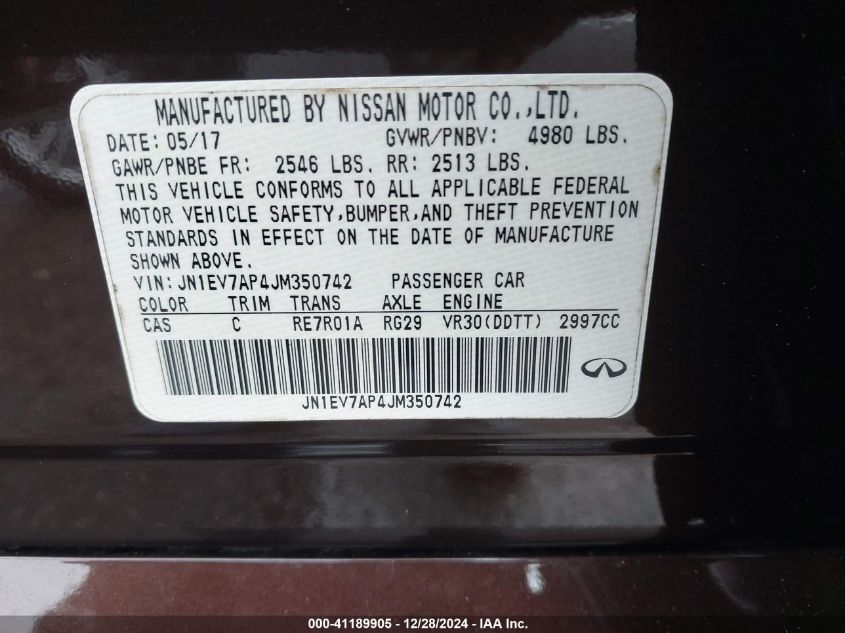 MANUFACTURED BY NISSAN MOTOR CO.,LTD.
DATE: 05/17 GVWR/PNBV: 4980 LBS.
GAWR/PNBE FR: 2546 LBS. RR: 2513 LBS.
THIS VEHICLE CONFORMS TO ALL APPLICABLE FEDERAL
MOTOR VEHICLE SAFETY,BUMPER,AND THEFT PREVENTION
STANDARDS IN EFFECT ON THE DATE OF MANUFACTURE
SHOWN ABOVE.
VIN:JN1EV7AP4JM350742 PASSENGER CAR
COLOR TRIM TRANS AXLE ENGINE
CAS C RE7R01A RG29 VR30(DDTT) 2997CC
JN1EV7AP4JM350742
000-41189905 - 12/28/2024 - IAA Inc.